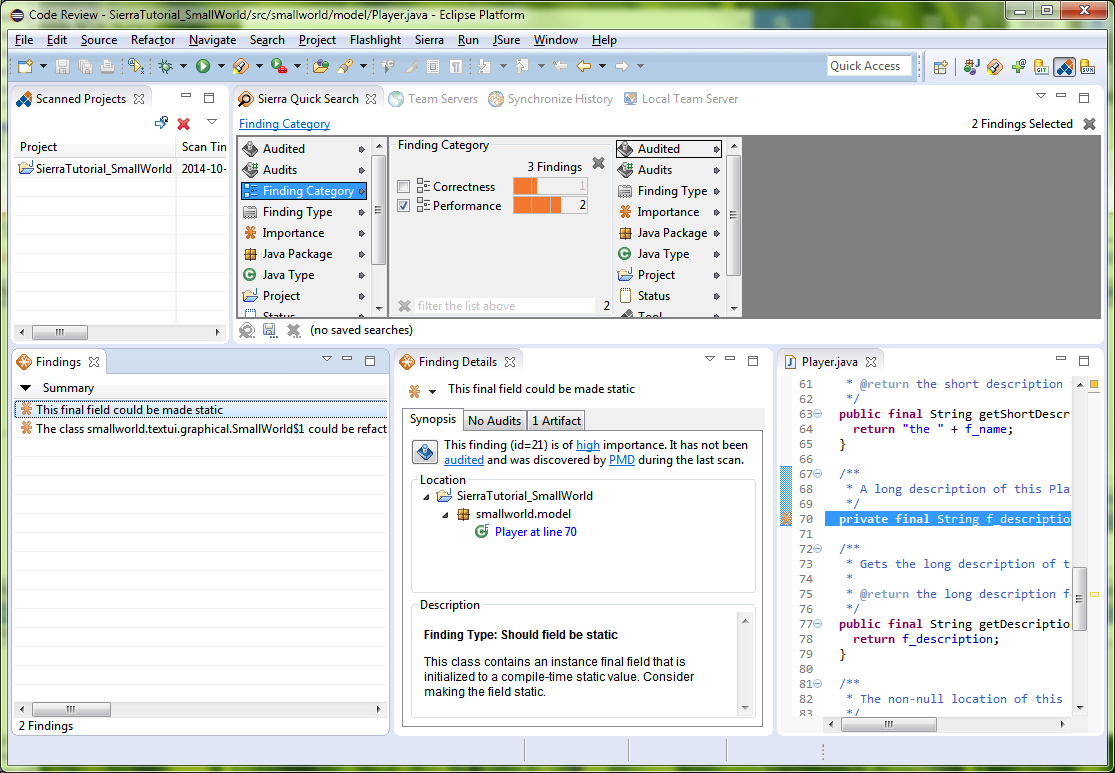 Code Review - SierraTutorial_SmallWorld/src/smallworld/model/Player.java - Eclipse Platform
File Edit Source Refactor Navigate Search Project Flashlight Sierra Run JSure Window Help
Quick Access
Scanned Projects
Project Scan Tim
SierraTutorial_SmallWorld 2014-10-
Sierra Quick Search Team Servers Synchronize History Local Team Server
Finding Category 2 Findings Selected
Audited
Audits
Finding Category
Finding Type
Importance
Java Package
Java Type
Project
Status
Finding Category
3 Findings
Correctness 1
Performance 2
filter the list above 2
Audited
Audits
Finding Type
Importance
Java Package
Java Type
Project
Status
Tool
(no saved searches)
Findings
Summary
This final field could be made static
The class smallworld.textui.graphical.SmallWorld$1 could be refact
2 Findings
Finding Details
This final field could be made static
Synopsis No Audits 1 Artifact
This finding (id=21) is of high importance. It has not been
audited and was discovered by PMD during the last scan.
Location
SierraTutorial_SmallWorld
smallworld.model
Player at line 70
Description
Finding Type: Should field be static
This class contains an instance final field that is
initialized to a compile-time static value. Consider
making the field static.
Player.java
61 * @return the short description
62 */
63 public final String getShortDescr
64 return "the " + f_name;
65 }
66
67 /**
68 * A long description of this Pla
69 */
70 private final String f_descriptio
71
72 /**
73 * Gets the long description of t
74 *
75 * @return the long description f
76 */
77 public final String getDescriptio
78 return f_description;
79 }
80
81 /**
82 * The non-null location of this
83 */